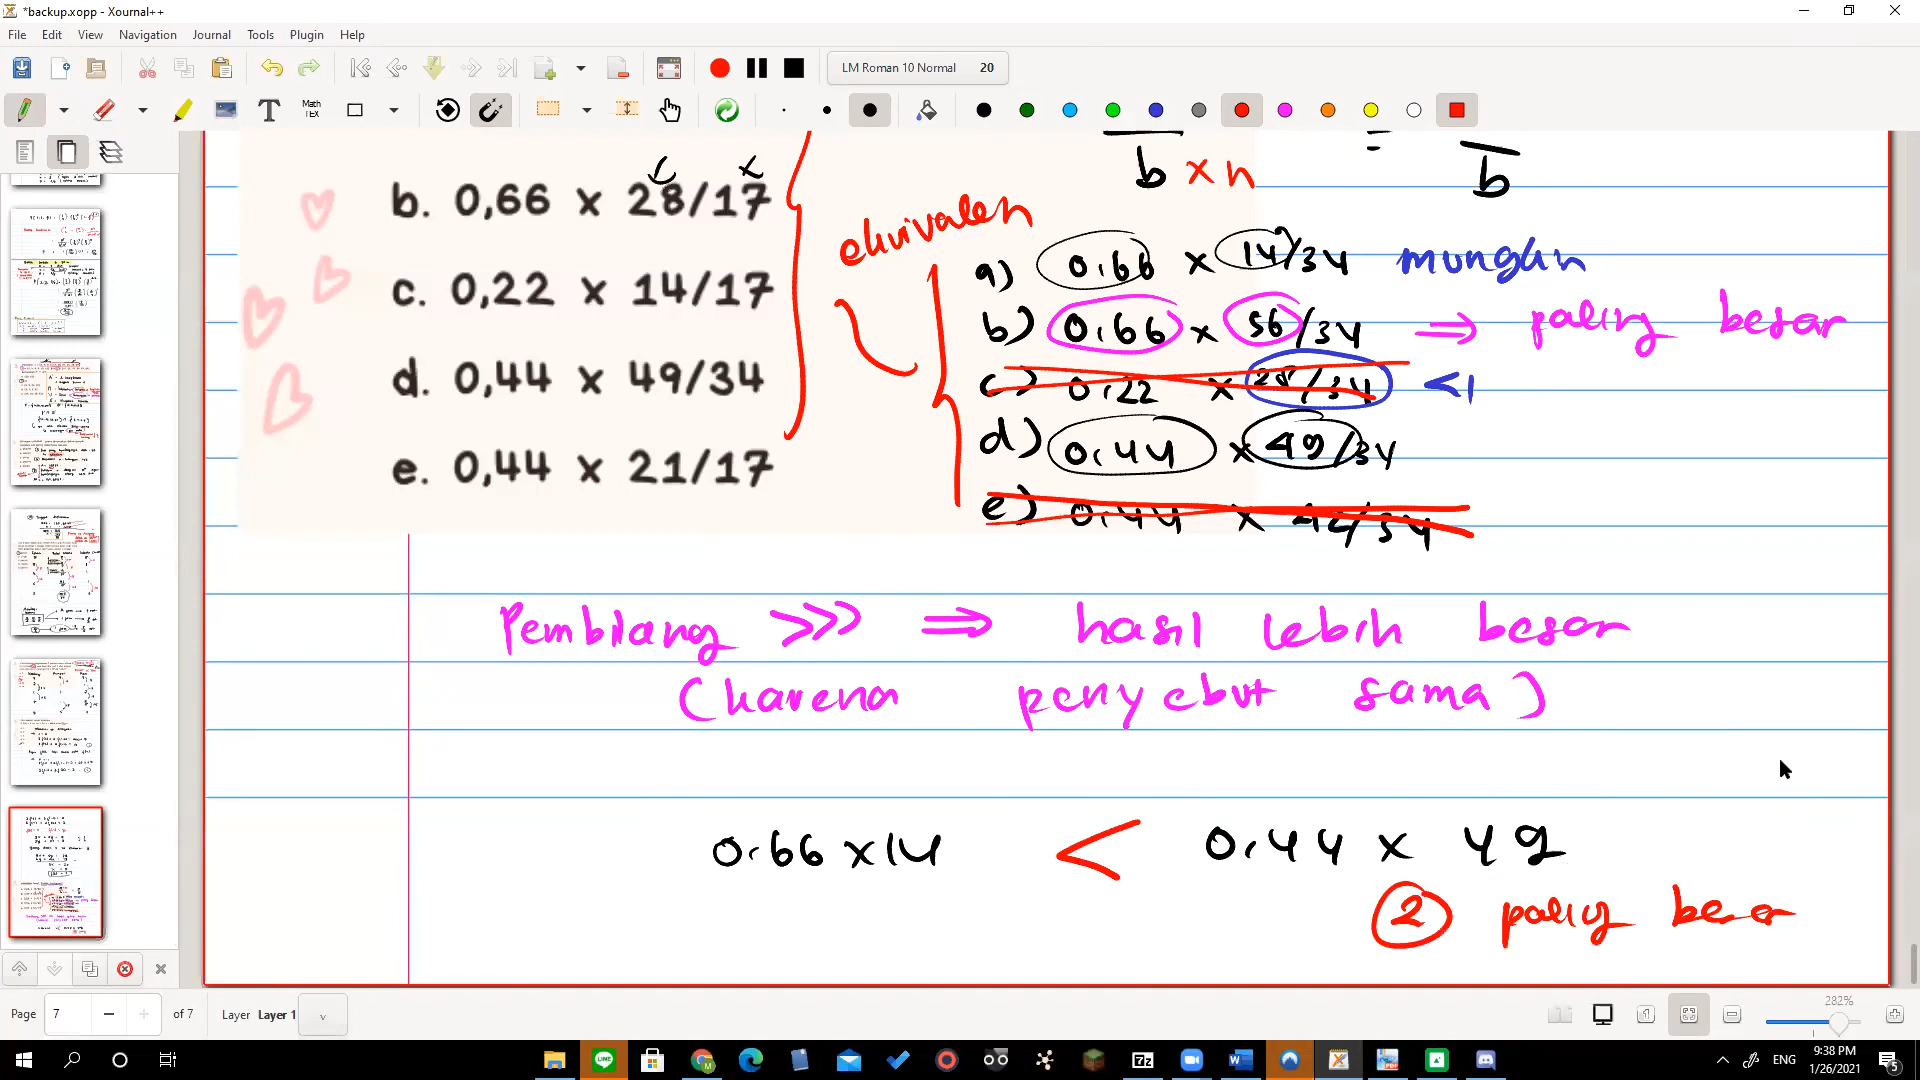 *backup.xopp - Xournal++
File Edit View Navigation Journal Tools Plugin Help
LM Roman 10 Normal 20
Math TEX
b × n
b
b. 0,66 x 28/17
c. 0,22 x 14/17
d. 0,44 x 49/34
e. 0,44 x 21/17
ekivalen
a) 0.66 x 14/34 mungkin
b) 0.66 x 56/34 ⇒ paling besar
c) 0.22 x 28/34 <1
d) 0.44 x 49/34
e) 0.44 x 42/34
Pembilang >>> ⇒ hasil lebih besar
(karena penyebut sama)
0.66 x 14 < 0.44 x 49
2 paling besar
Page 7 of 7 Layer Layer 1
282%
ENG
9:38 PM
1/26/2021
5